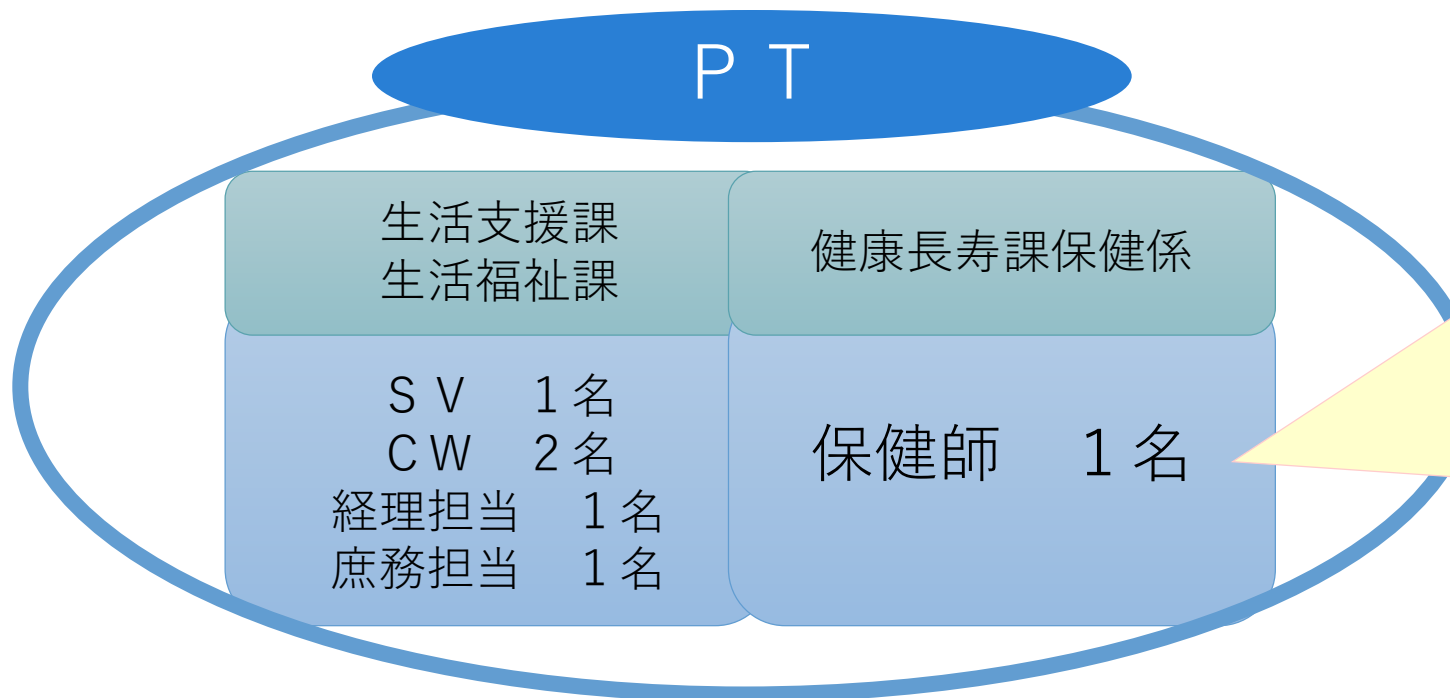 ＰＴ
生活支援課
生活福祉課
ＳＶ　１名
ＣＷ　２名
経理担当　１名
庶務担当　１名
健康長寿課保健係
保健師　１名